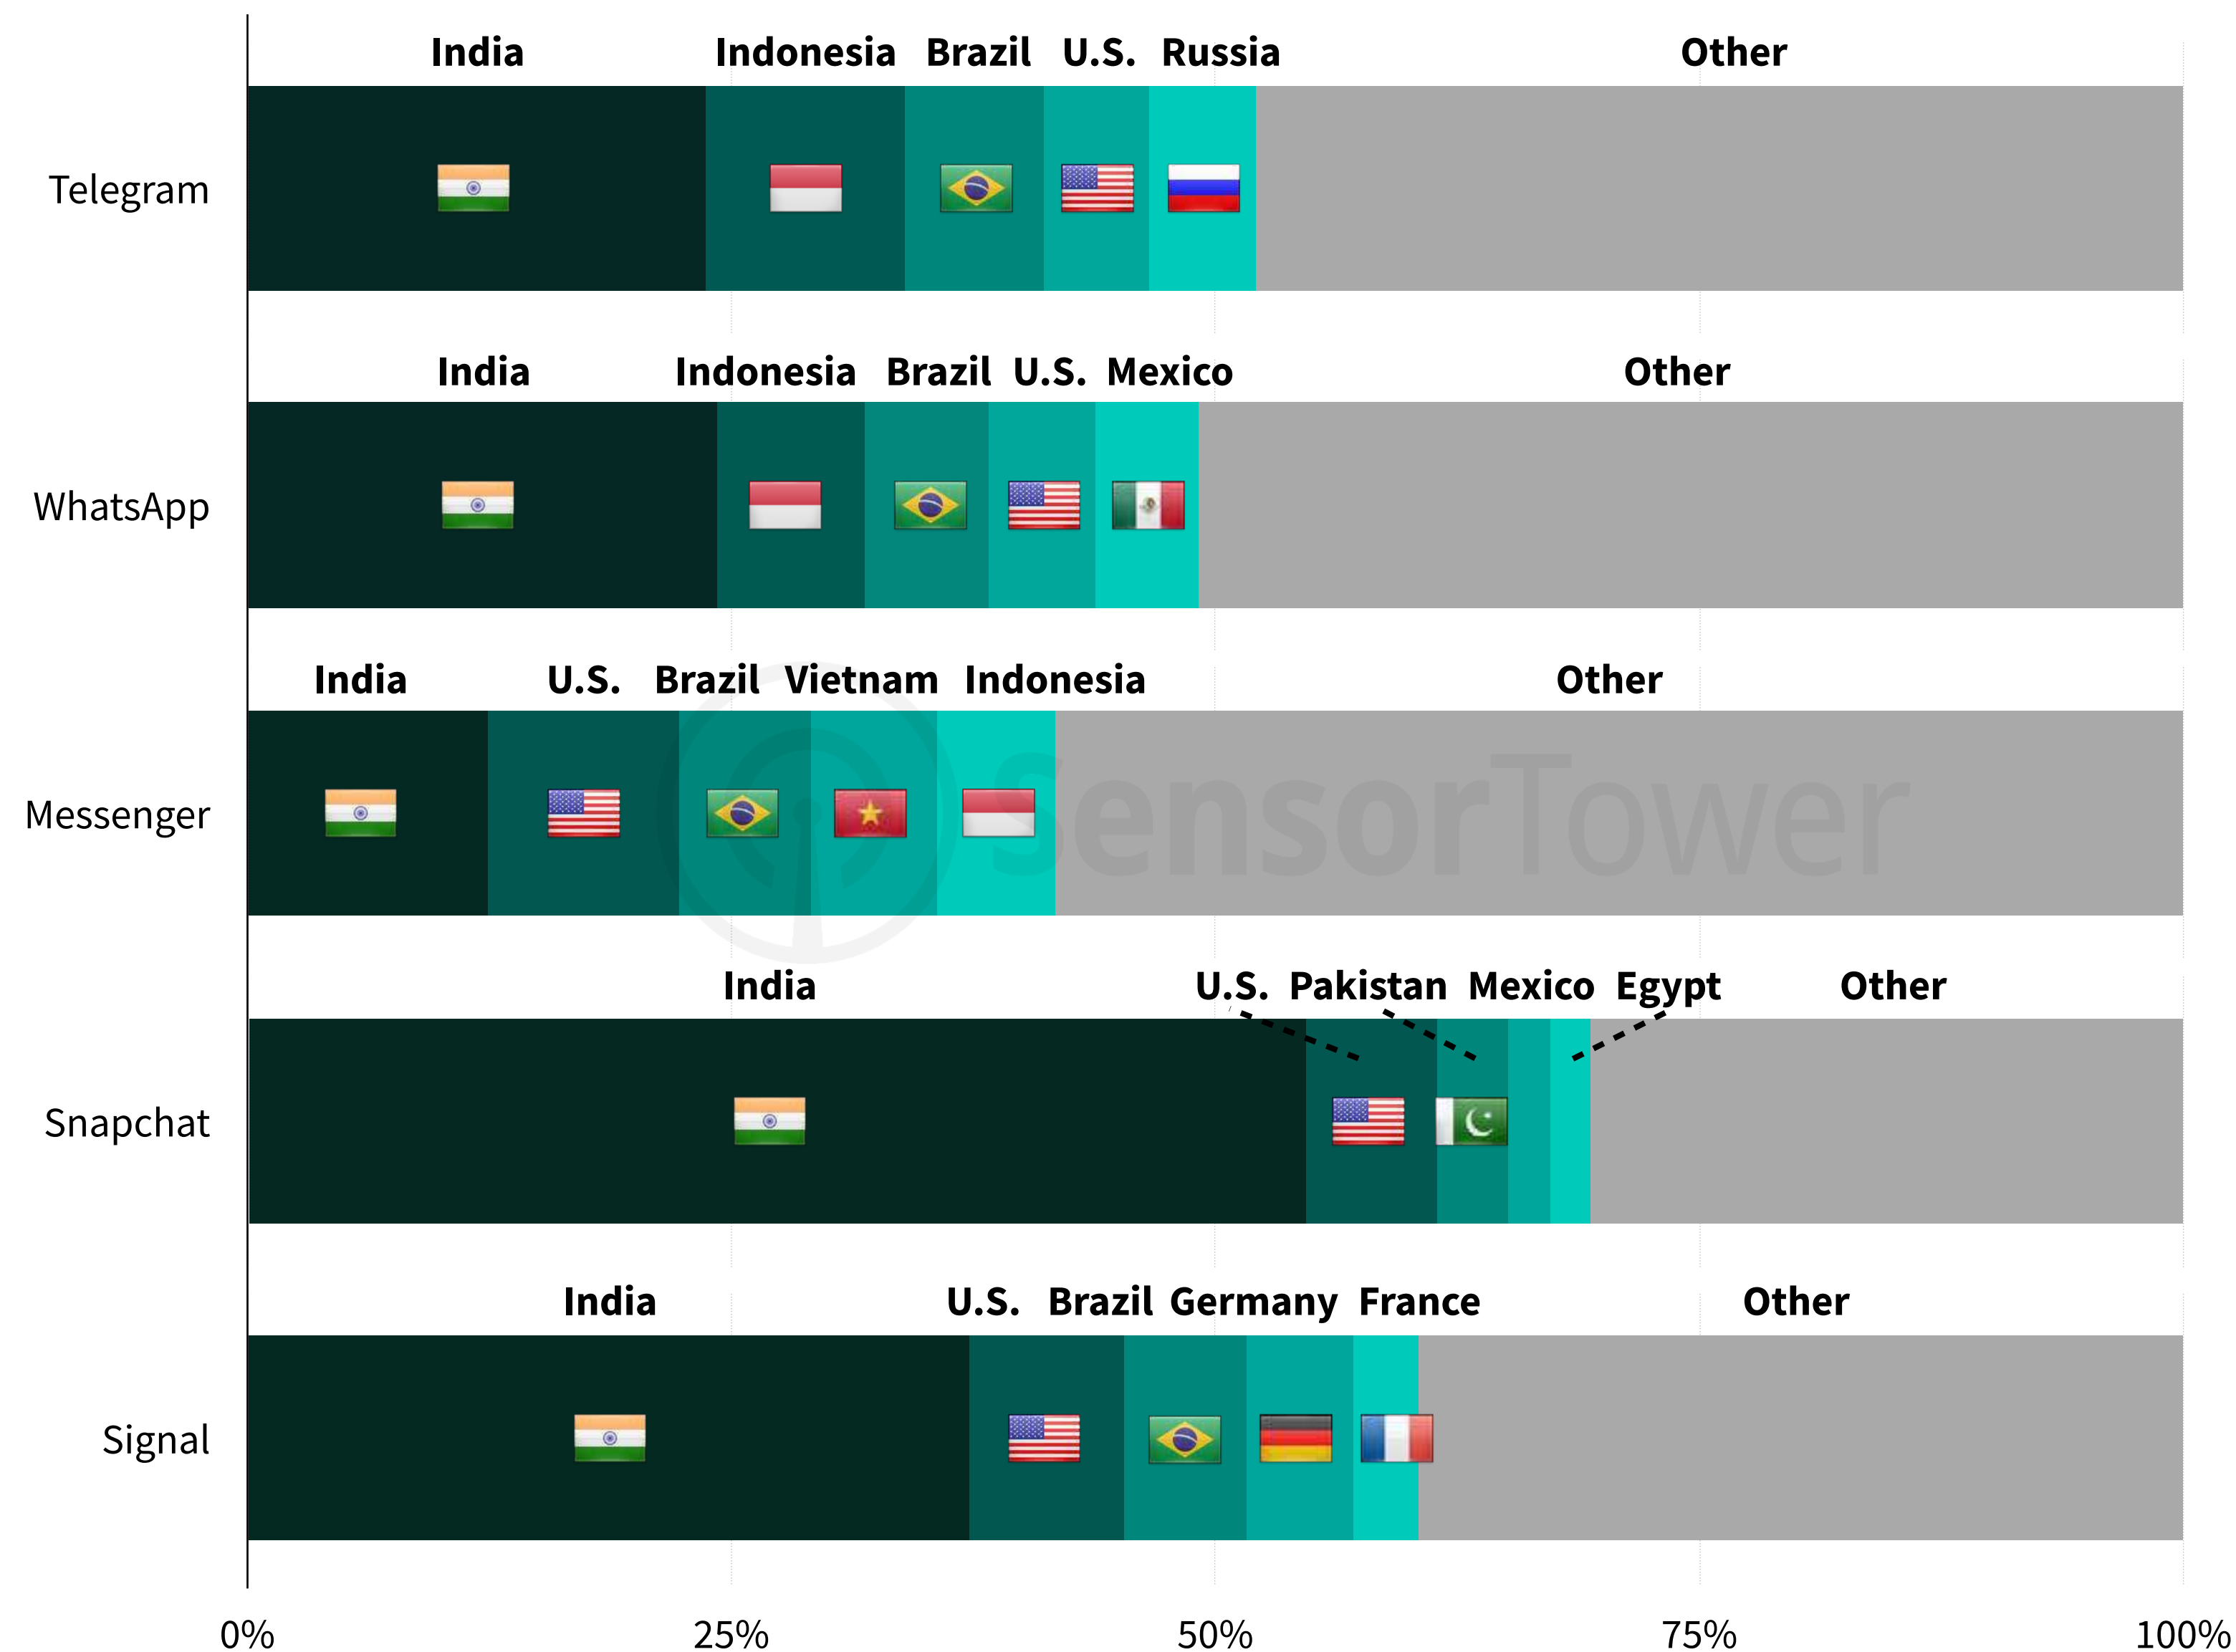 India Indonesia Brazil U.S. Russia Other
Telegram
India Indonesia Brazil U.S. Mexico Other
WhatsApp
India U.S. Brazil Vietnam Indonesia Other
Messenger
SensorTower
India U.S. Pakistan Mexico Egypt Other
Snapchat
India U.S. Brazil Germany France Other
Signal
0% 25% 50% 75% 100%